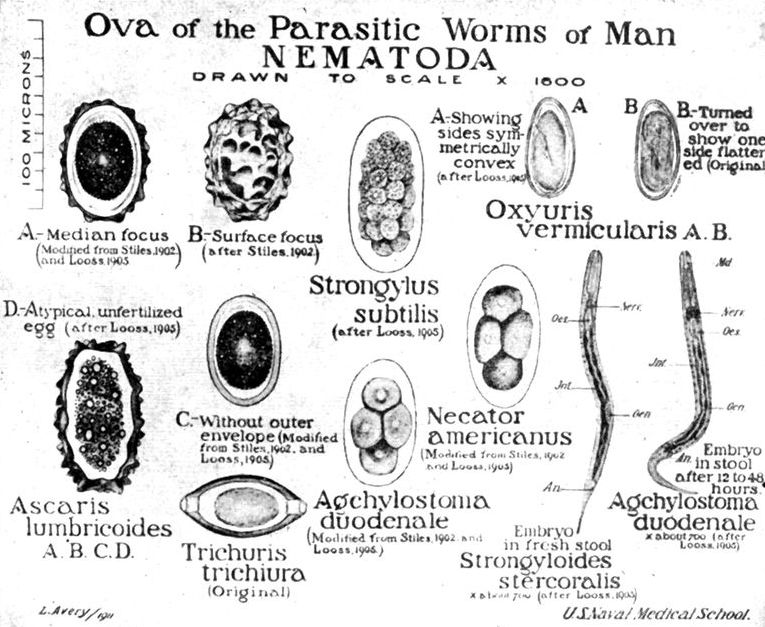 Ova of the Parasitic Worms of Man
NEMATODA
DRAWN TO SCALE X 1600
100 MICRONS
A.-Median focus
(Modified from Stiles, 1902
and Looss, 1905)
B.-Surface focus
(after Stiles, 1902)
Strongylus
subtilis
(after Looss, 1905)
A.-Showing
sides sym-
metrically
convex
(after Looss, 1905)
A
B
B.-Turned
over to
show one
side flatter
ed (Original
Oxyuris
vermicularis A. B.
D.-Atypical, unfertilized
egg (after Looss, 1905)
C.-Without outer
envelope (Modified
from Stiles, 1902, and
Looss, 1905)
Ascaris
lumbricoides
A. B. C. D.
Trichuris
trichiura
(Original)
Agchylostoma
duodenale
(Modified from Stiles, 1902. and
Looss, 1905.)
Necator
americanus
(Modified from Stiles, 1902
and Looss, 1905)
Oes.
Nerv.
Jnt.
Gen
An.
Embryo
in fresh stool
Strongyloides
stercoralis
x about 700 (after Looss, 1905)
Md
Nerv.
Oes.
Jnt.
Gen
An.
Embryo
in stool
after 12 to 48
hours.
Agchylostoma
duodenale
x about 700 (after
Looss, 1905)
L. Avery/1911
U.S. Naval Medical School.